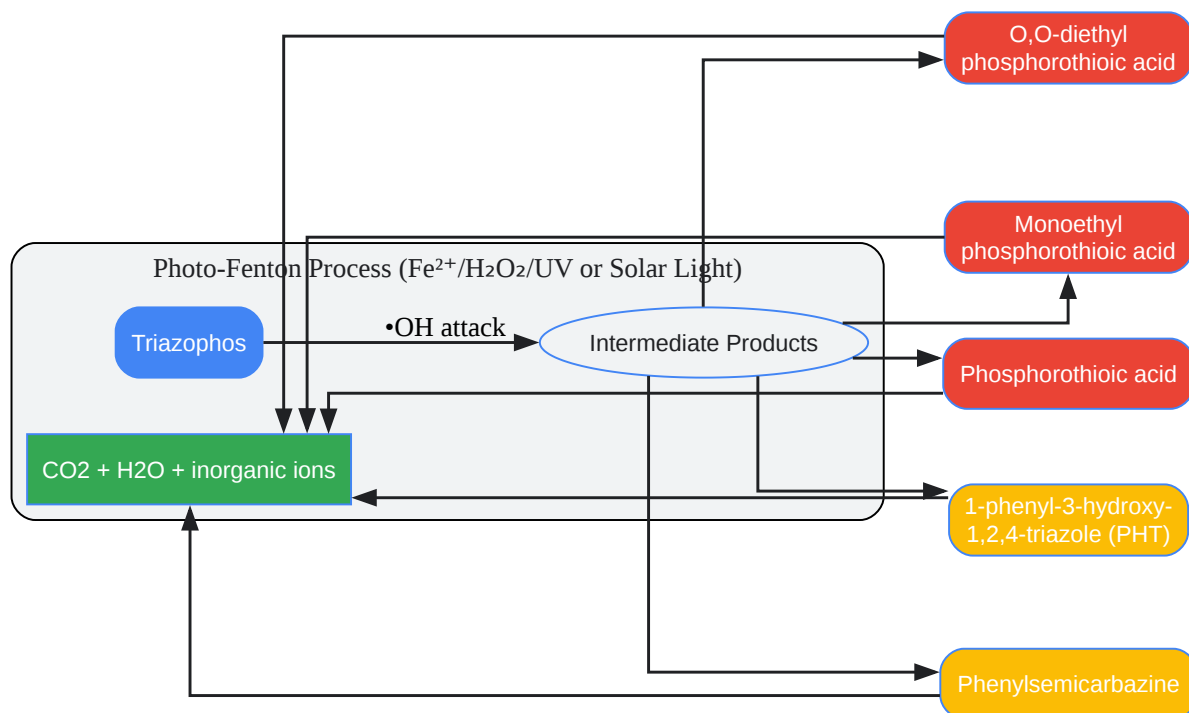 O,O-diethyl
phosphorothioic acid
Monoethyl
phosphorothioic acid
Photo-Fenton Process (Fe²⁺/H₂O₂/UV or Solar Light)
Triazophos
•OH attack
Intermediate Products
Phosphorothioic acid
CO2 + H2O + inorganic ions
1-phenyl-3-hydroxy-
1,2,4-triazole (PHT)
Phenylsemicarbazine